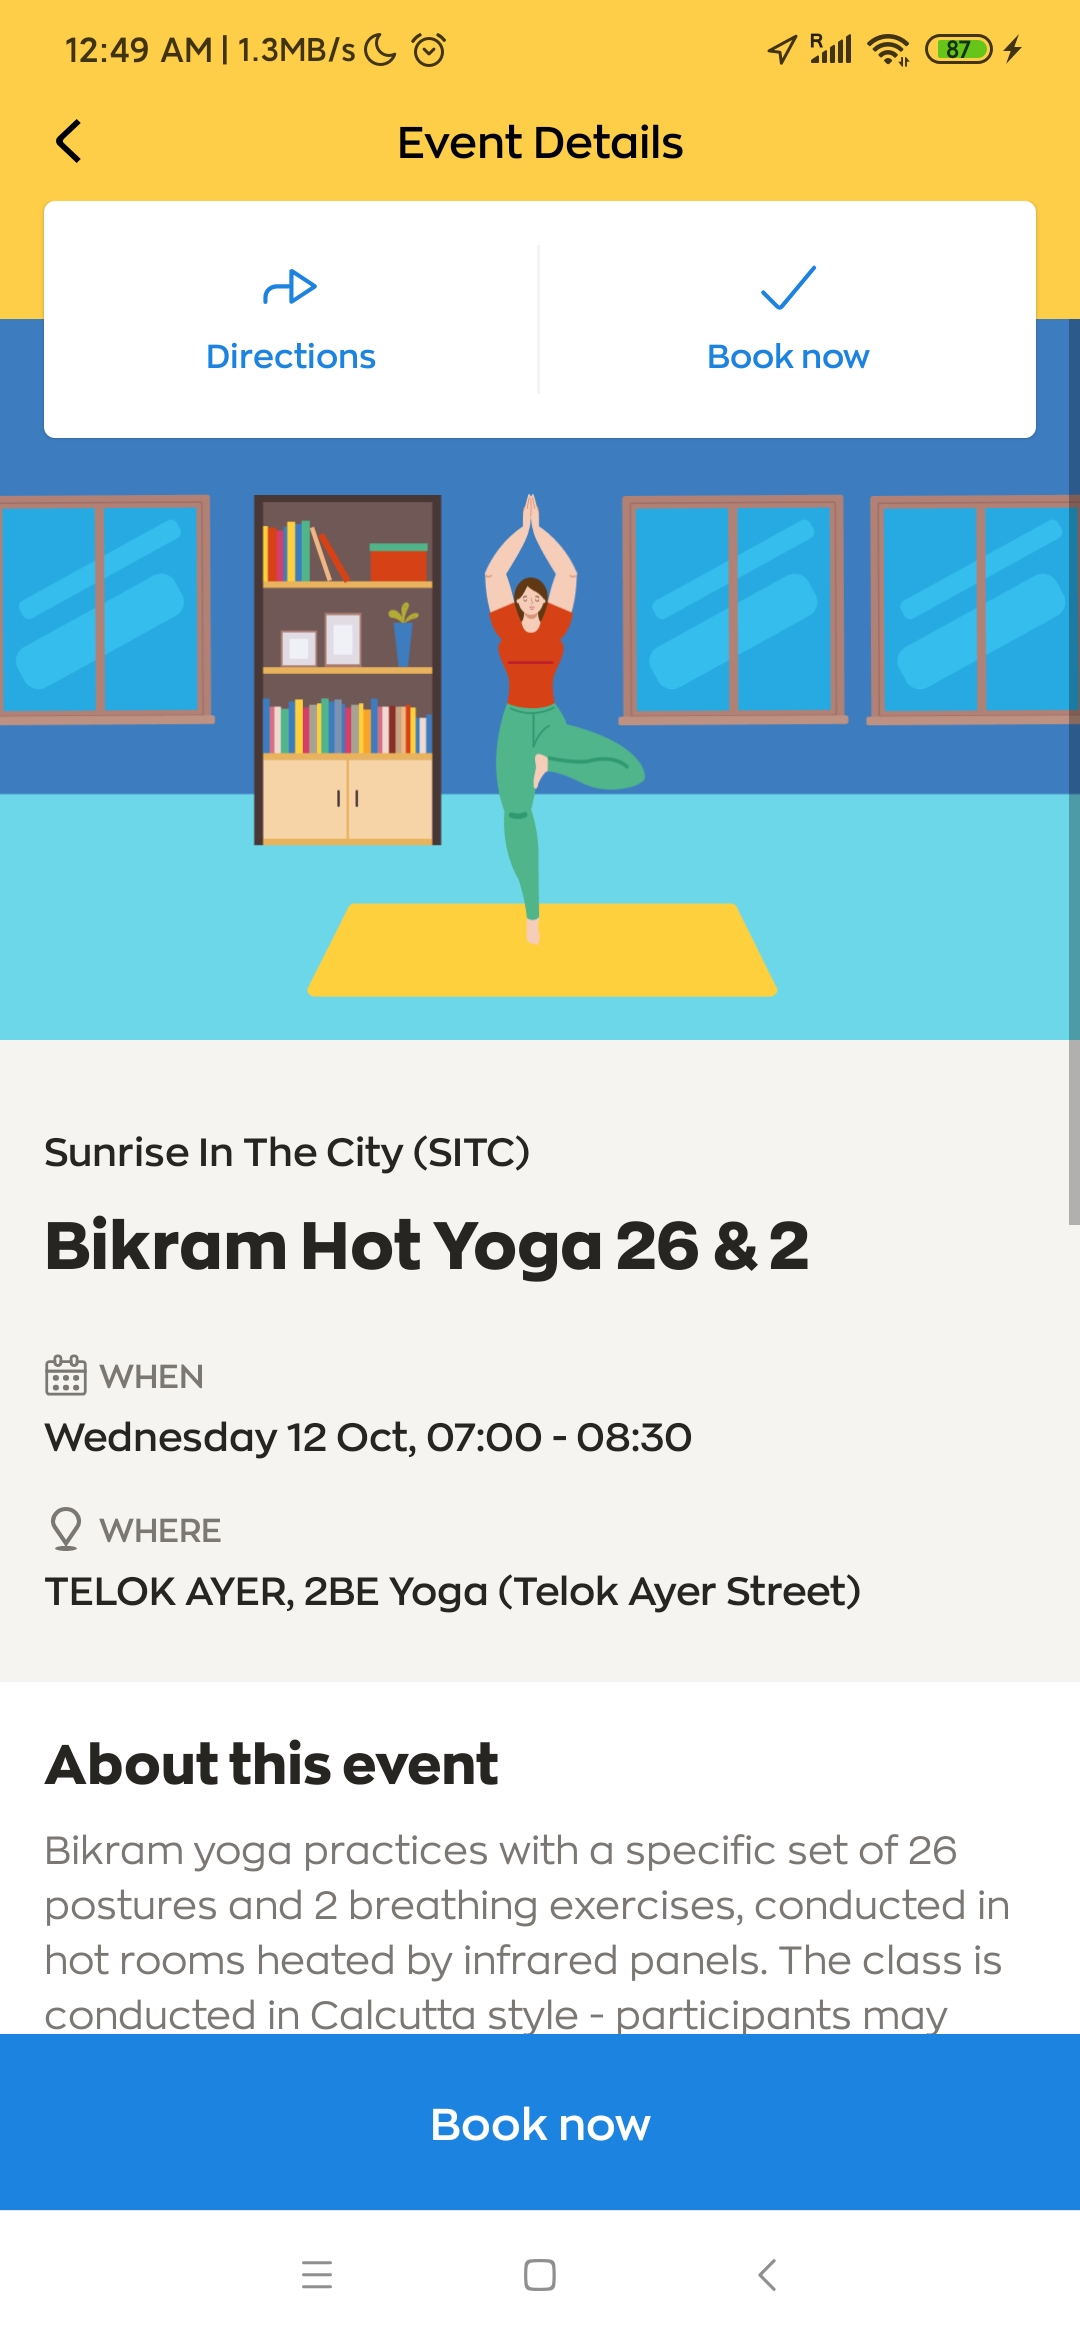 12:49 AM | 1.3MB/s
R
87
Event Details
Directions
Book now
Sunrise In The City (SITC)
Bikram Hot Yoga 26 & 2
WHEN
Wednesday 12 Oct, 07:00 - 08:30
WHERE
TELOK AYER, 2BE Yoga (Telok Ayer Street)
About this event
Bikram yoga practices with a specific set of 26
postures and 2 breathing exercises, conducted in
hot rooms heated by infrared panels. The class is
conducted in Calcutta style - participants may
Book now